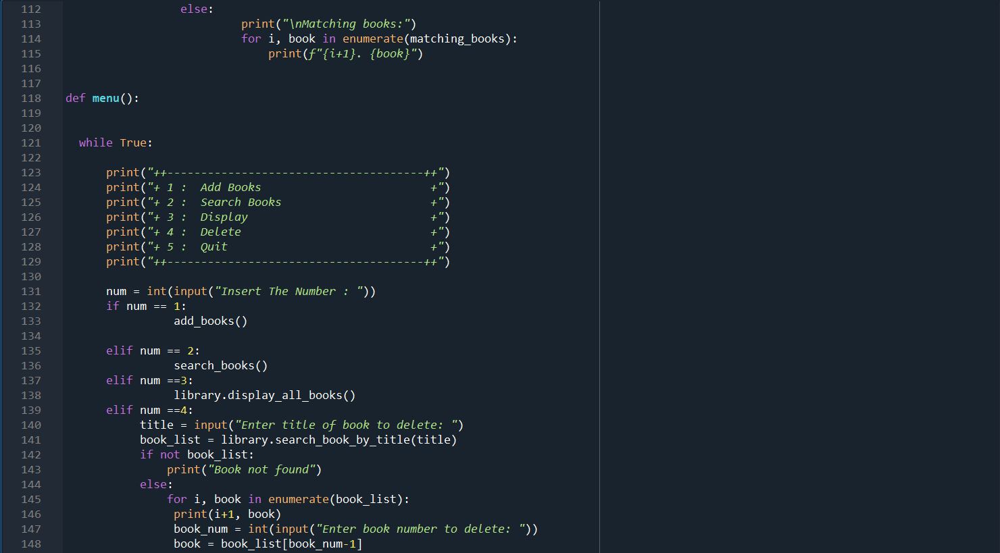 112 else:
113 print("\nMatching books:")
114 for i, book in enumerate(matching_books):
115 print(f"{i+1}. {book}")
116
117
118 def menu():
119
120
121 while True:
122
123 print("++--------------------------------------++")
124 print("+ 1 :  Add Books                         +")
125 print("+ 2 :  Search Books                      +")
126 print("+ 3 :  Display                           +")
127 print("+ 4 :  Delete                            +")
128 print("+ 5 :  Quit                              +")
129 print("++--------------------------------------++")
130
131 num = int(input("Insert The Number : "))
132 if num == 1:
133 add_books()
134
135 elif num == 2:
136 search_books()
137 elif num ==3:
138 library.display_all_books()
139 elif num ==4:
140 title = input("Enter title of book to delete: ")
141 book_list = library.search_book_by_title(title)
142 if not book_list:
143 print("Book not found")
144 else:
145 for i, book in enumerate(book_list):
146 print(i+1, book)
147 book_num = int(input("Enter book number to delete: "))
148 book = book_list[book_num-1]